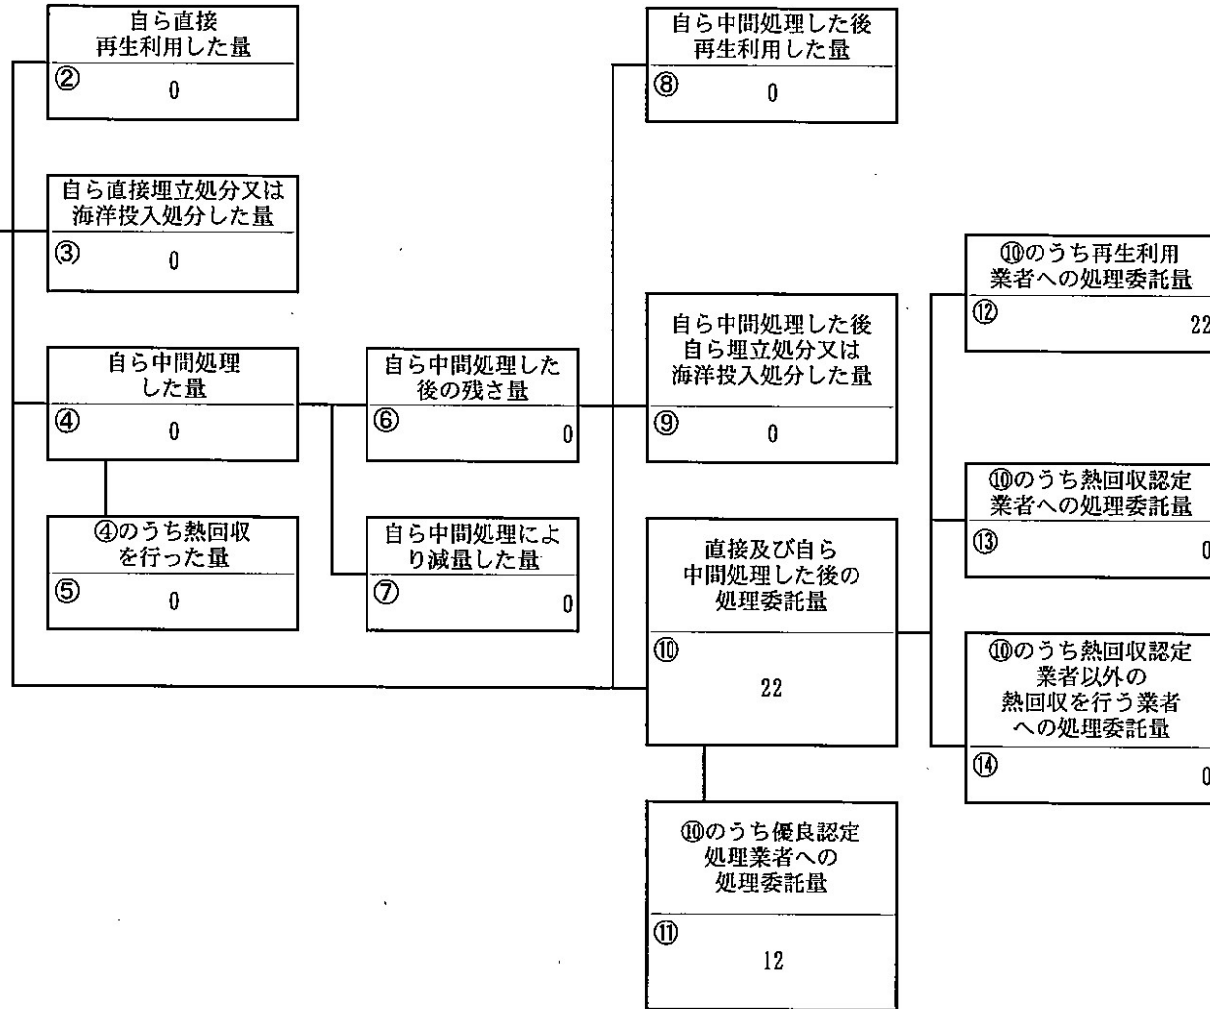 自ら直接
再生利用した量
②
0
自ら直接埋立処分又は
海洋投入処分した量
③
0
自ら中間処理
した量
④
0
④のうち熱回収
を行った量
⑤
0
自ら中間処理した
後の残さ量
⑥
0
自ら中間処理によ
り減量した量
⑦
0
自ら中間処理した後
再生利用した量
⑧
0
自ら中間処理した後
自ら埋立処分又は
海洋投入処分した量
⑨
0
直接及び自ら
中間処理した後の
処理委託量
⑩
22
⑩のうち優良認定
処理業者への
処理委託量
⑪
12
⑩のうち再生利用
業者への処理委託量
⑫
22
⑩のうち熱回収認定
業者への処理委託量
⑬
0
⑩のうち熱回収認定
業者以外の
熱回収を行う業者
への処理委託量
⑭
0